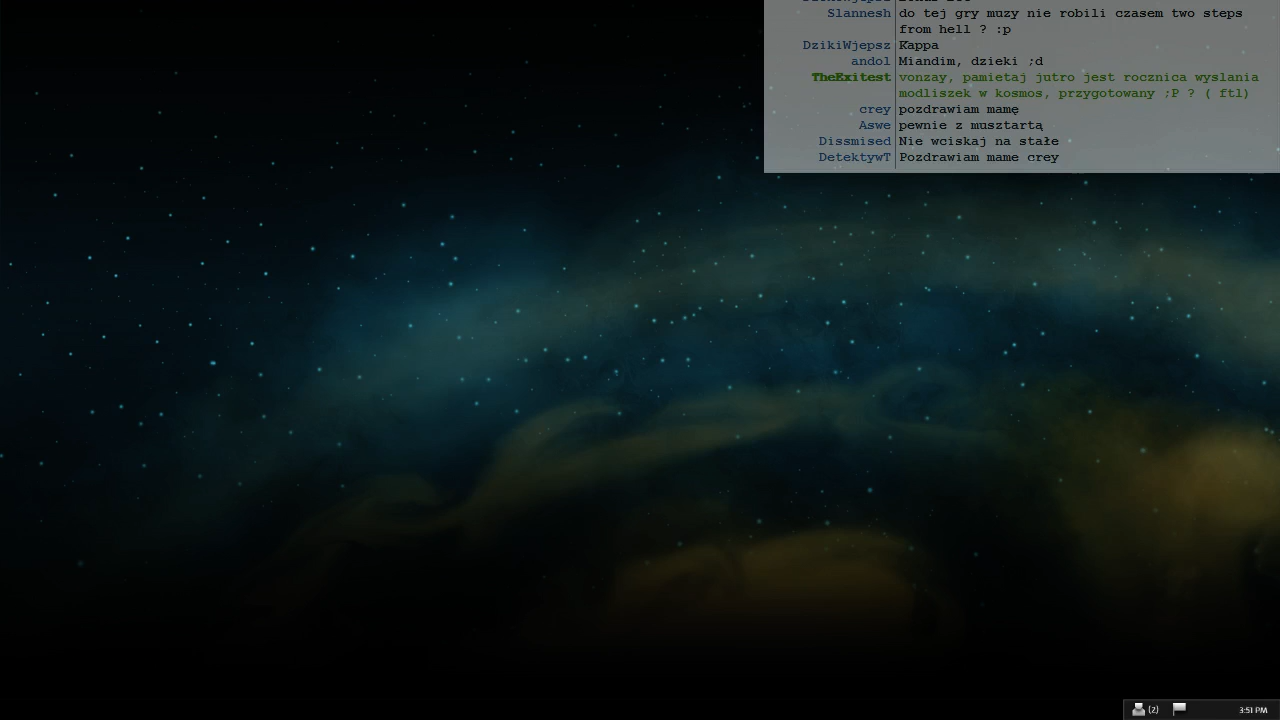 Slannesh do tej gry muzy nie robili czasem two steps
from hell ? :p
DzikiWjepsz Kappa
andol Miandim, dzieki ;d
TheExitest vonzay, pamietaj jutro jest rocznica wyslania
modliszek w kosmos, przygotowany ;P ? ( ftl)
crey pozdrawiam mamę
Aswe pewnie z musztartą
Dissmised Nie wciskaj na stałe
DetektywT Pozdrawiam mame crey
(2) 3:51 PM